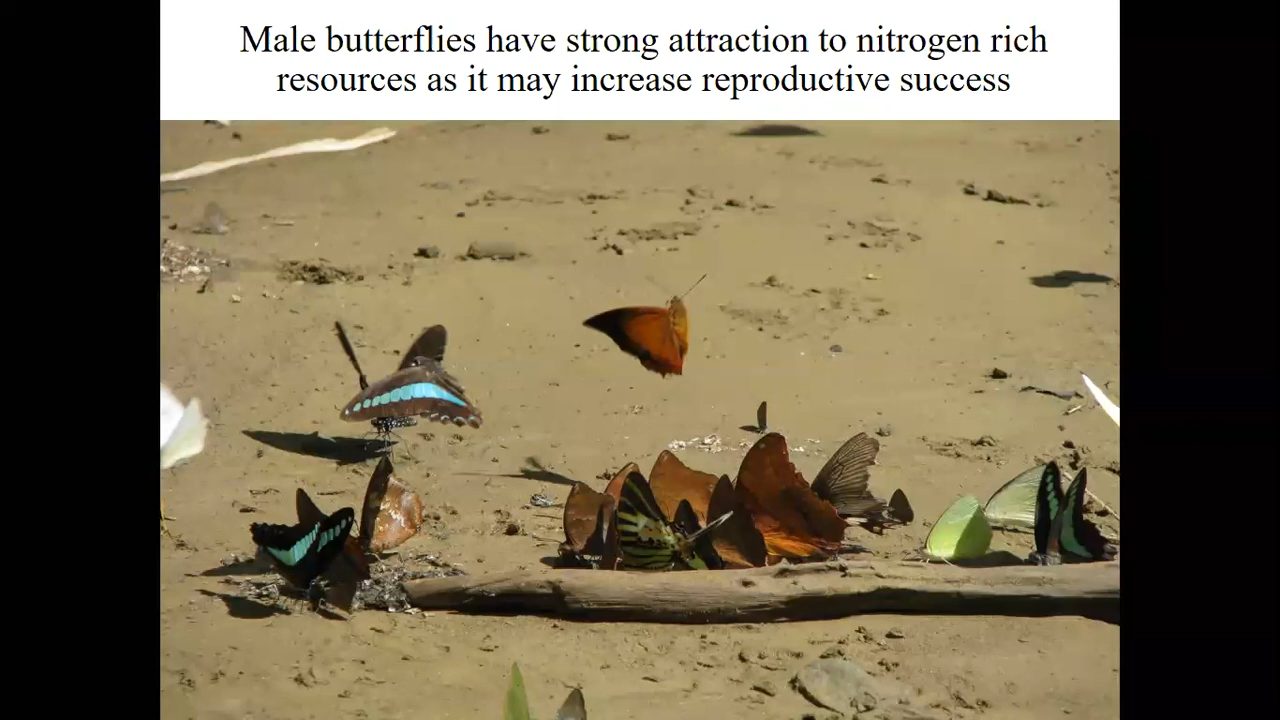 Male butterflies have strong attraction to nitrogen rich
resources as it may increase reproductive success